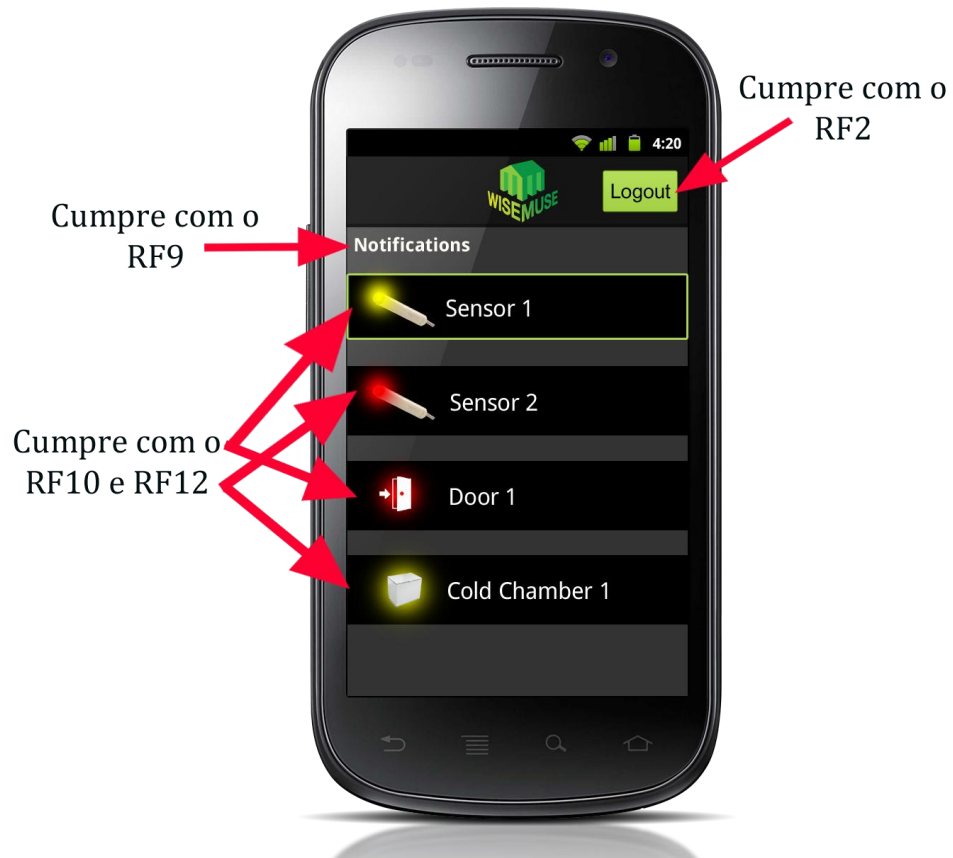 Cumpre com o
RF2
4:20
WISEMUSE
Logout
Cumpre com o
RF9
Notifications
Sensor 1
Sensor 2
Cumpre com o
RF10 e RF12
Door 1
Cold Chamber 1